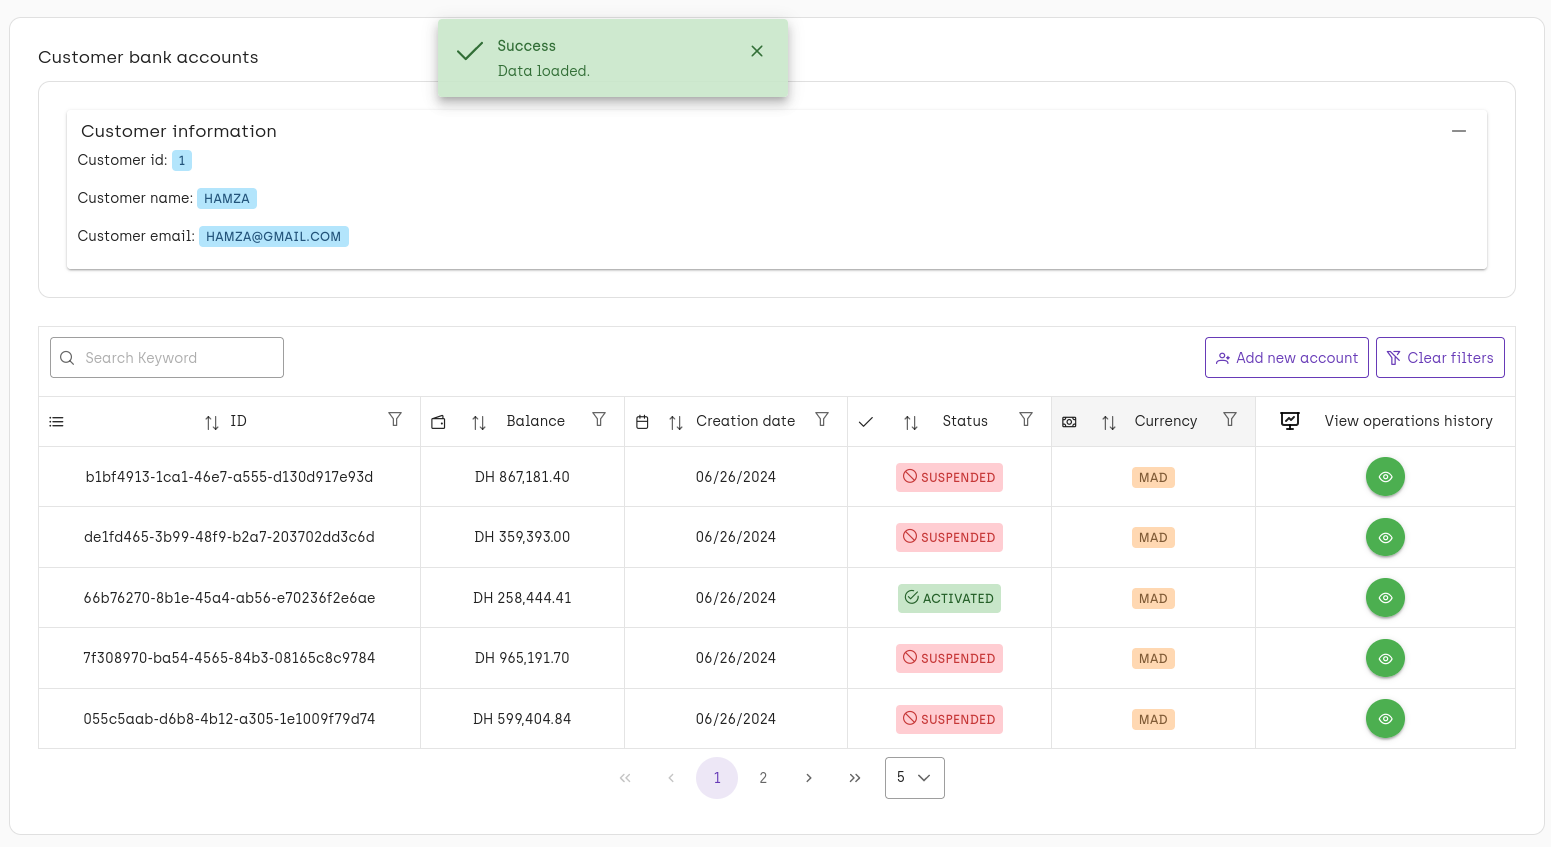 Success
Data loaded.
Customer bank accounts
Customer information
Customer id: 1
Customer name: HAMZA
Customer email: HAMZA@GMAIL.COM
Search Keyword
Add new account
Clear filters
ID Balance Creation date Status Currency View operations history
b1bf4913-1ca1-46e7-a555-d130d917e93d DH 867,181.40 06/26/2024 SUSPENDED MAD
de1fd465-3b99-48f9-b2a7-203702dd3c6d DH 359,393.00 06/26/2024 SUSPENDED MAD
66b76270-8b1e-45a4-ab56-e70236f2e6ae DH 258,444.41 06/26/2024 ACTIVATED MAD
7f308970-ba54-4565-84b3-08165c8c9784 DH 965,191.70 06/26/2024 SUSPENDED MAD
055c5aab-d6b8-4b12-a305-1e1009f79d74 DH 599,404.84 06/26/2024 SUSPENDED MAD
1 2 5